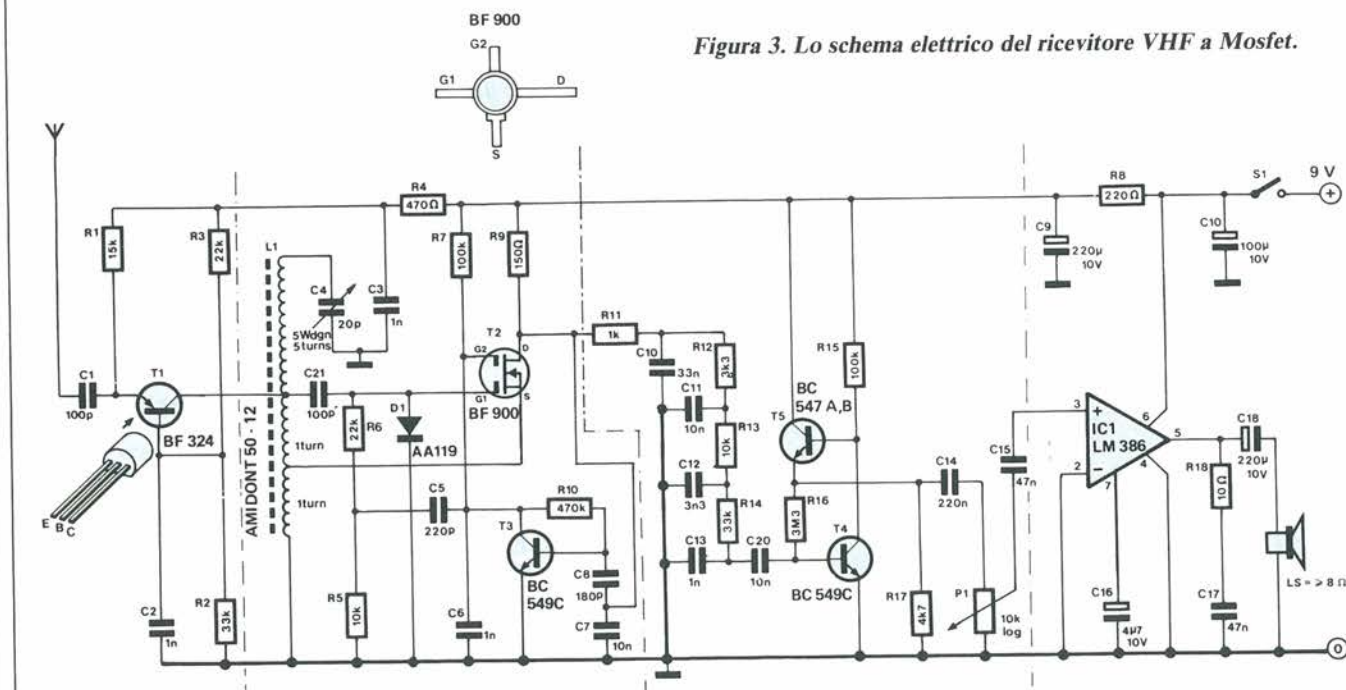 BF 900
G2
G1
D
S
Figura 3. Lo schema elettrico del ricevitore VHF a Mosfet.
R1
15k
R3
22k
R4
470Ω
R7
100k
R9
150Ω
C9
220µ
10V
R8
220Ω
C10
100µ
10V
S1
9 V
+
L1
C4
20p
5Wdgn
5turns
C3
1n
T2
G2
D
G1
S
BF 900
R11
1k
C10
33n
R12
3k3
C11
10n
R13
10k
C12
3n3
R14
33k
C13
1n
C20
10n
R15
100k
BC
547 A,B
T5
R16
3M3
T4
BC 549C
C14
220n
C15
47n
R17
4k7
P1
10k
log
C1
100p
T1
BF 324
E
B
C
AMIDONT 50-12
C21
100p
1turn
1turn
R6
22k
D1
AA119
C5
220p
R10
470k
T3
BC
549C
C8
180P
C7
10n
C6
1n
R5
10k
C2
1n
R2
33k
3
+
IC1
LM 386
6
5
2
−
7
4
C18
220µ
10V
R18
10Ω
C16
4µ7
10V
C17
47n
LS = ≥ 8 Ω
0